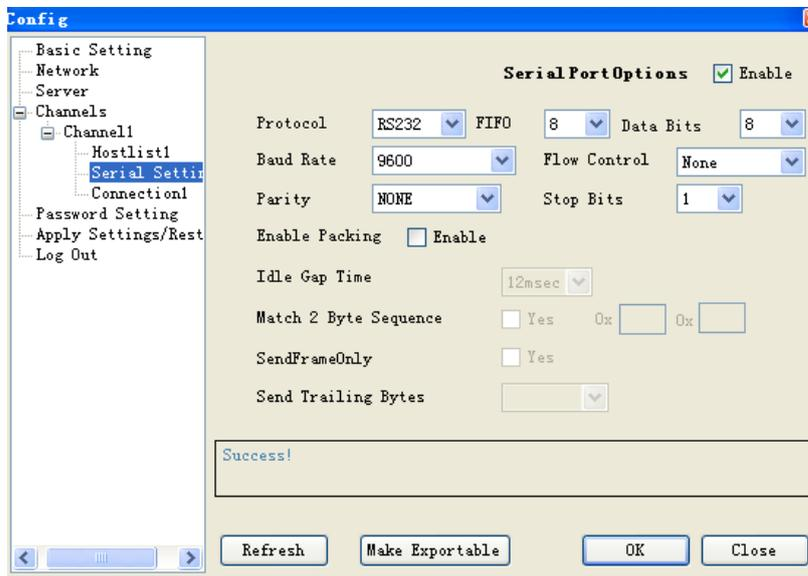 Config
Basic Setting
Network
Server
Channels
Channel1
Hostlist1
Serial Settin
Connection1
Password Setting
Apply Settings/Rest
Log Out
SerialPortOptions Enable
Protocol RS232 FIFO 8 Data Bits 8
Baud Rate 9600 Flow Control None
Parity NONE Stop Bits 1
Enable Packing Enable
Idle Gap Time 12msec
Match 2 Byte Sequence Yes 0x 0x
SendFrameOnly Yes
Send Trailing Bytes
Success!
Refresh Make Exportable OK Close